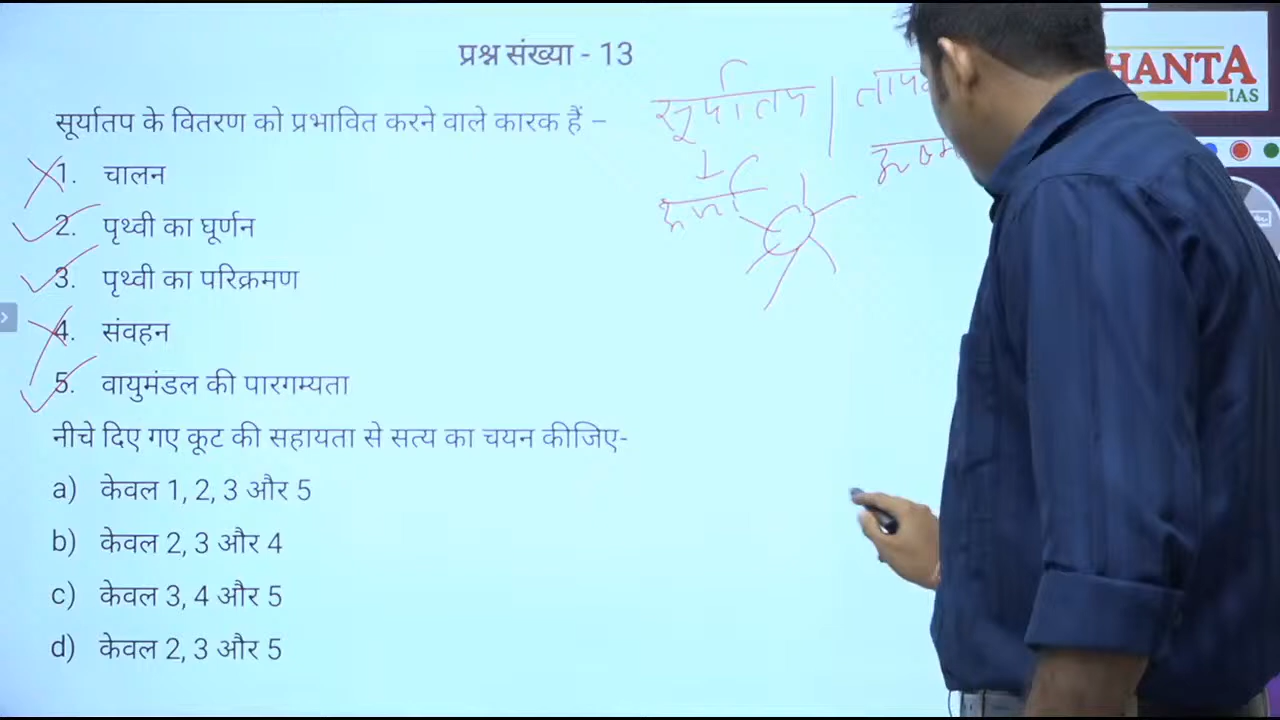 प्रश्न संख्या - 13
सूर्यातप के वितरण को प्रभावित करने वाले कारक हैं –
1. चालन
2. पृथ्वी का घूर्णन
3. पृथ्वी का परिक्रमण
4. संवहन
5. वायुमंडल की पारगम्यता
नीचे दिए गए कूट की सहायता से सत्य का चयन कीजिए-
a) केवल 1, 2, 3 और 5
b) केवल 2, 3 और 4
c) केवल 3, 4 और 5
d) केवल 2, 3 और 5
सूर्यातप
HANTA
IAS